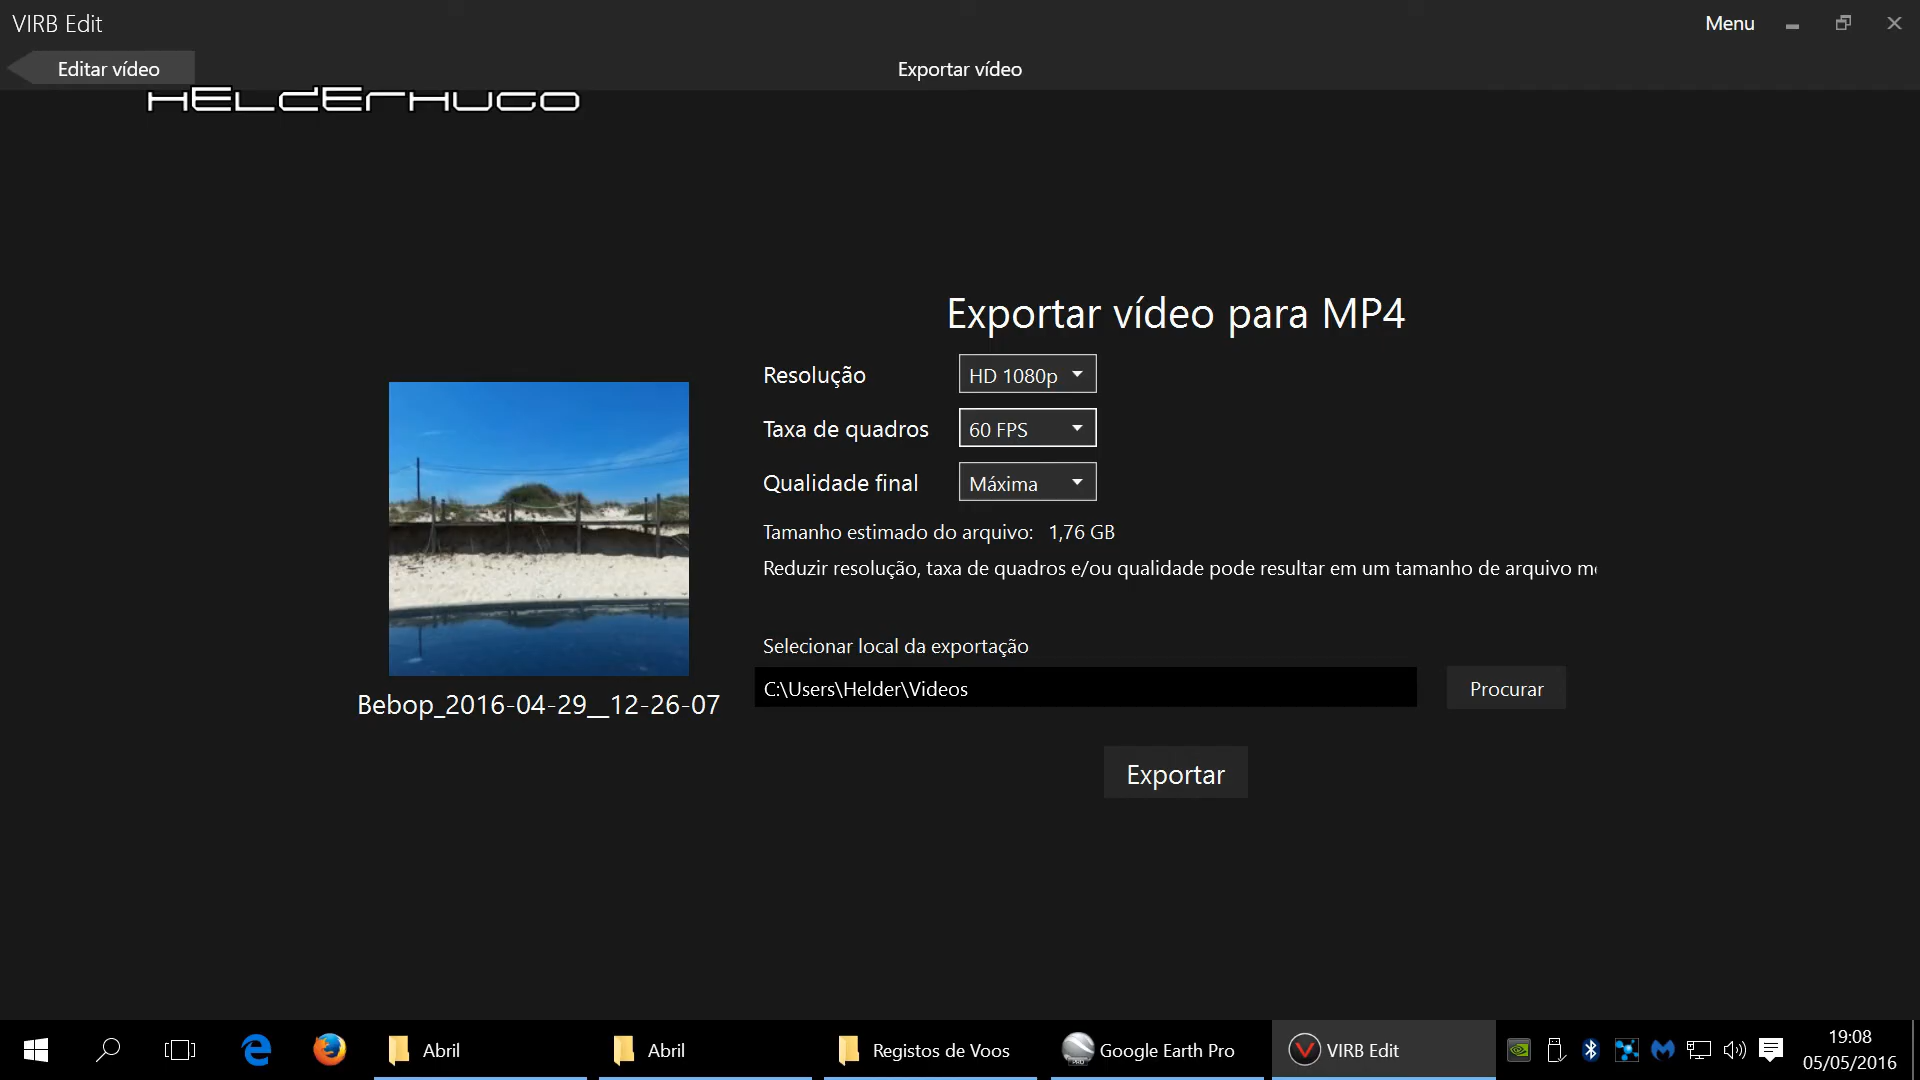 VIRB Edit
Menu
Editar vídeo
Exportar vídeo
HELDERHUGO
Exportar vídeo para MP4
Resolução HD 1080p
Taxa de quadros 60 FPS
Qualidade final Máxima
Tamanho estimado do arquivo: 1,76 GB
Reduzir resolução, taxa de quadros e/ou qualidade pode resultar em um tamanho de arquivo
Selecionar local da exportação
C:\Users\Helder\Videos
Procurar
Bebop_2016-04-29__12-26-07
Exportar
Abril
Abril
Registos de Voos
Google Earth Pro
VIRB Edit
19:08
05/05/2016